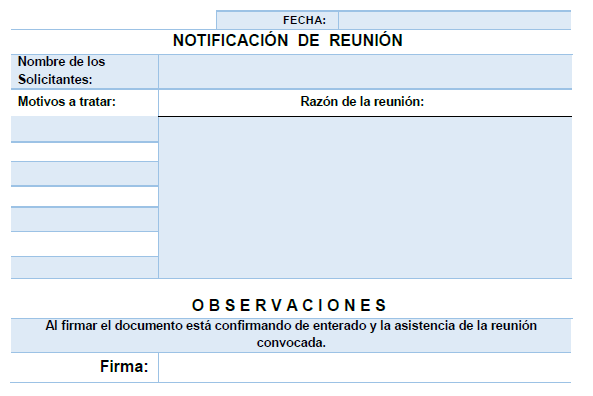 FECHA:
NOTIFICACIÓN DE REUNIÓN
Nombre de los
Solicitantes:
Motivos a tratar:
Razón de la reunión:
OBSERVACIONES
Al firmar el documento está confirmando de enterado y la asistencia de la reunión
convocada.
Firma: